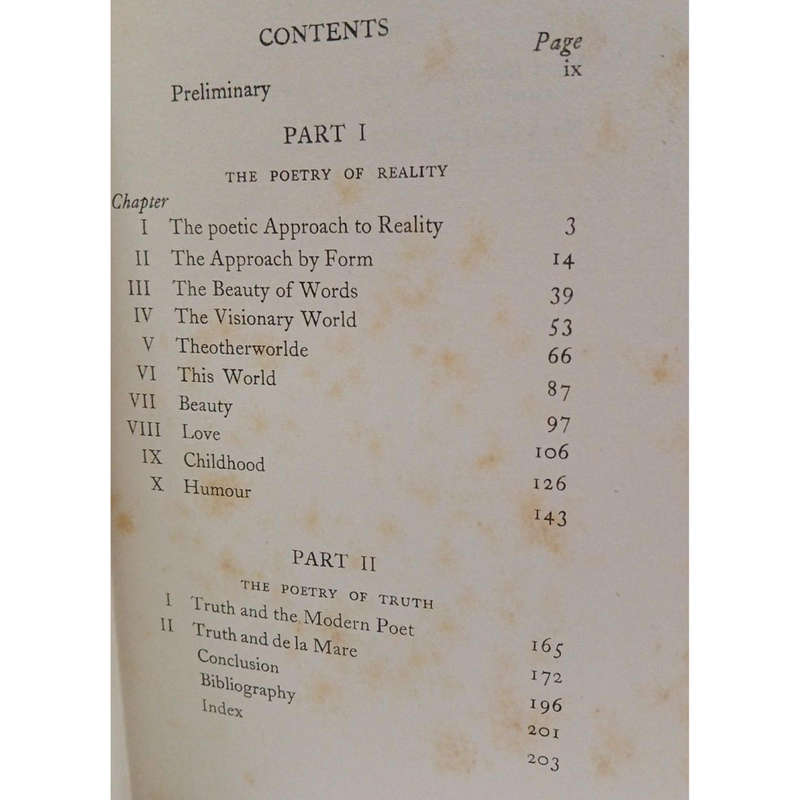 CONTENTS
Page
Preliminary ix
PART I
THE POETRY OF REALITY
Chapter
I The poetic Approach to Reality 3
II The Approach by Form 14
III The Beauty of Words 39
IV The Visionary World 53
V Theotherworlde 66
VI This World 87
VII Beauty 97
VIII Love 106
IX Childhood 126
X Humour 143
PART II
THE POETRY OF TRUTH
I Truth and the Modern Poet 165
II Truth and de la Mare 172
Conclusion 196
Bibliography 201
Index 203